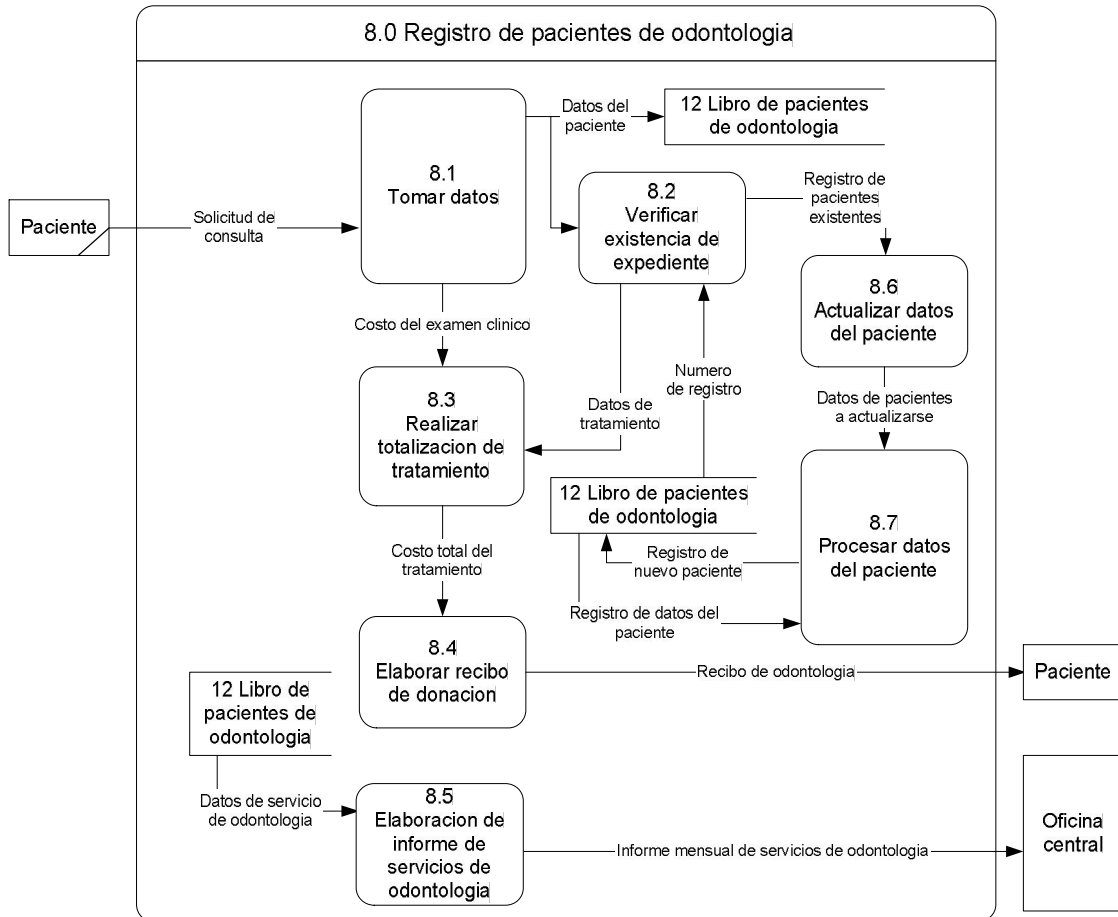 8.0 Registro de pacientes de odontologia
Datos del
paciente
12 Libro de pacientes
de odontologia
8.1
Tomar datos
8.2
Verificar
existencia de
expediente
Registro de
pacientes
existentes
Paciente
Solicitud de
consulta
8.6
Actualizar datos
del paciente
Costo del examen clinico
Numero
de registro
8.3
Realizar
totalizacion de
tratamiento
Datos de
tratamiento
Datos de pacientes
a actualizarse
12 Libro de pacientes
de odontologia
8.7
Procesar datos
del paciente
Costo total del
tratamiento
Registro de
nuevo paciente
Registro de datos del
paciente
8.4
Elaborar recibo
de donacion
Recibo de odontologia
Paciente
12 Libro de
pacientes de
odontologia
Datos de servicio
de odontologia
8.5
Elaboracion de
informe de
servicios de
odontologia
Informe mensual de servicios de odontologia
Oficina
central